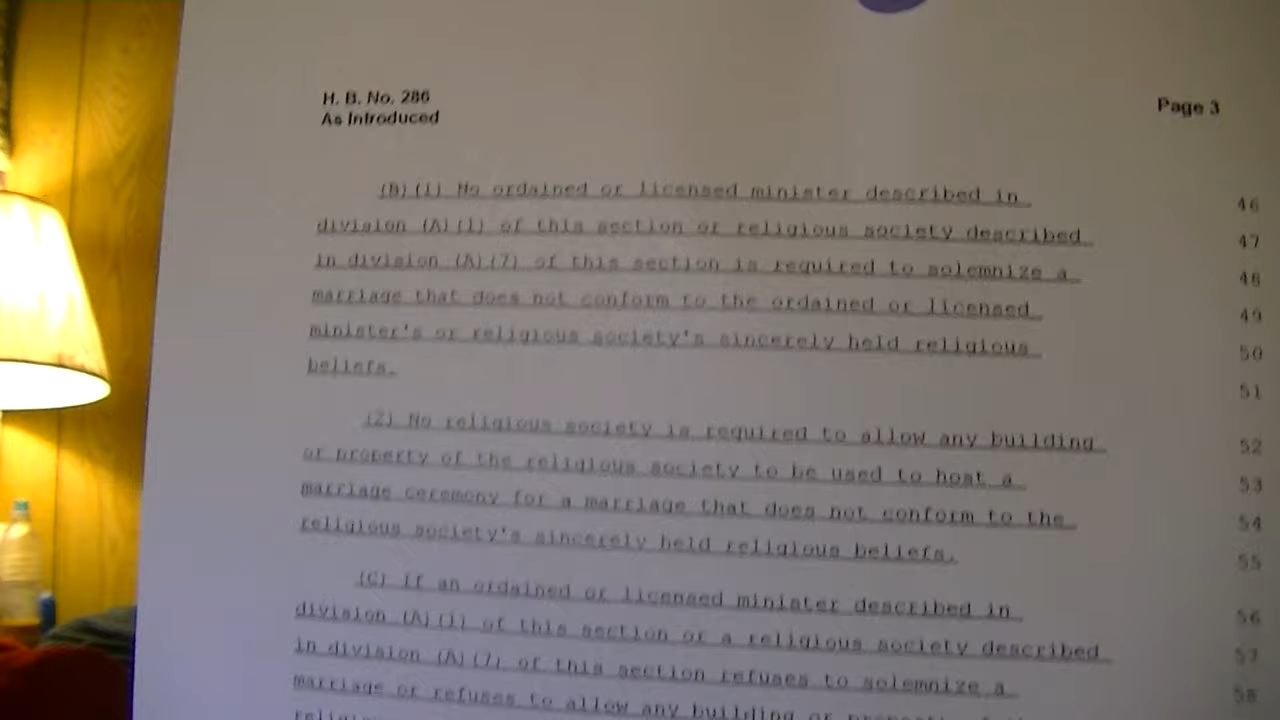 H. B. No. 286
Page 3
As Introduced
(B)(1) No ordained or licensed minister described in 46
division (A)(1) of this section or religious society described 47
in division (A)(7) of this section is required to solemnize a 48
marriage that does not conform to the ordained or licensed 49
minister's or religious society's sincerely held religious 50
beliefs. 51
(2) No religious society is required to allow any building 52
or property of the religious society to be used to host a 53
marriage ceremony for a marriage that does not conform to the 54
religious society's sincerely held religious beliefs. 55
(C) If an ordained or licensed minister described in 56
division (A)(1) of this section or a religious society described 57
in division (A)(7) of this section refuses to solemnize a 58
marriage or refuses to allow any building or